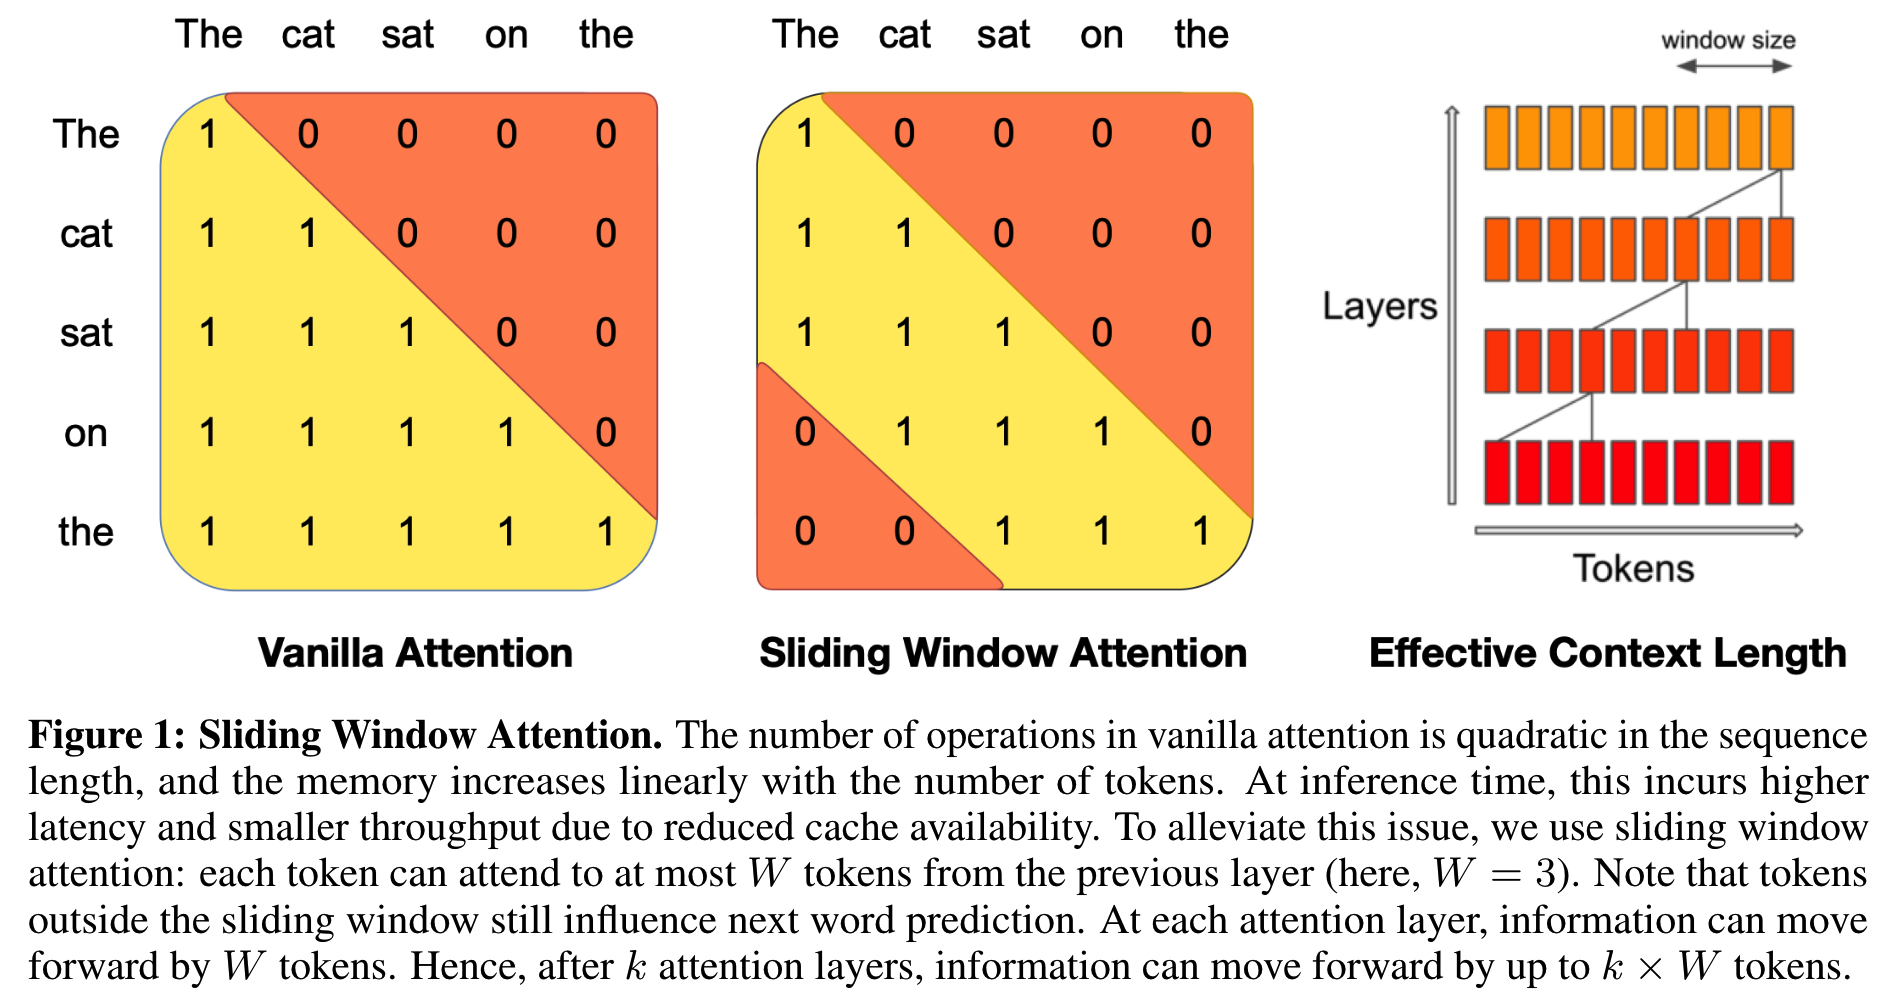 The cat sat on the
The 1 0 0 0 0
cat 1 1 0 0 0
sat 1 1 1 0 0
on 1 1 1 1 0
the 1 1 1 1 1
Vanilla Attention
The cat sat on the
1 0 0 0 0
1 1 0 0 0
1 1 1 0 0
0 1 1 1 0
0 0 1 1 1
Sliding Window Attention
window size
Layers
Tokens
Effective Context Length
Figure 1: Sliding Window Attention. The number of operations in vanilla attention is quadratic in the sequence
length, and the memory increases linearly with the number of tokens. At inference time, this incurs higher
latency and smaller throughput due to reduced cache availability. To alleviate this issue, we use sliding window
attention: each token can attend to at most W tokens from the previous layer (here, W = 3). Note that tokens
outside the sliding window still influence next word prediction. At each attention layer, information can move
forward by W tokens. Hence, after k attention layers, information can move forward by up to k × W tokens.